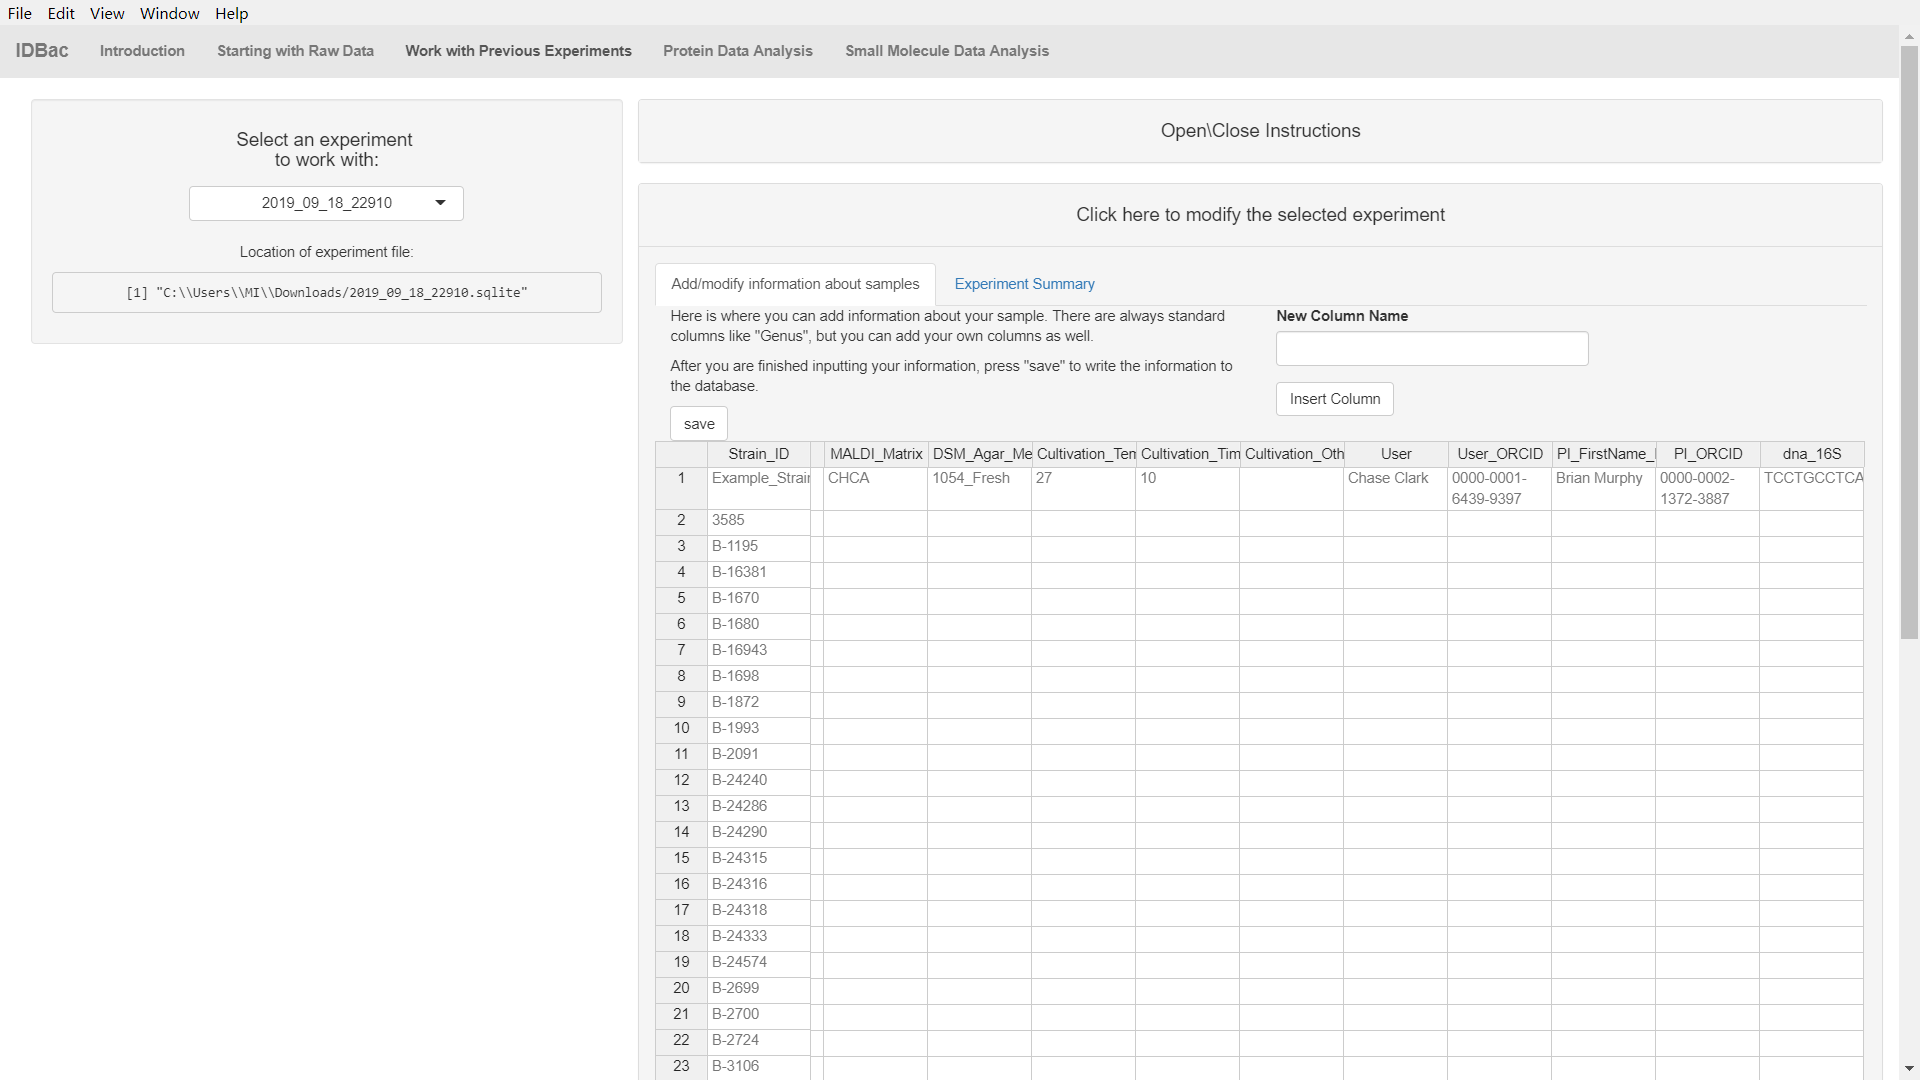 File Edit View Window Help
IDBac Introduction Starting with Raw Data Work with Previous Experiments Protein Data Analysis Small Molecule Data Analysis
Select an experiment
to work with:
2019_09_18_22910
Location of experiment file:
[1] "C:\\Users\\MI\\Downloads/2019_09_18_22910.sqlite"
Open\Close Instructions
Click here to modify the selected experiment
Add/modify information about samples Experiment Summary
Here is where you can add information about your sample. There are always standard
columns like "Genus", but you can add your own columns as well.
After you are finished inputting your information, press "save" to write the information to
the database.
save
New Column Name
Insert Column
Strain_ID MALDI_Matrix DSM_Agar_Me Cultivation_Tem Cultivation_Tim Cultivation_Oth User User_ORCID PI_FirstName_ PI_ORCID dna_16S
1 Example_Strain CHCA 1054_Fresh 27 10 Chase Clark 0000-0001- Brian Murphy 0000-0002- TCCTGCCTCA
6439-9397 1372-3887
2 3585
3 B-1195
4 B-16381
5 B-1670
6 B-1680
7 B-16943
8 B-1698
9 B-1872
10 B-1993
11 B-2091
12 B-24240
13 B-24286
14 B-24290
15 B-24315
16 B-24316
17 B-24318
18 B-24333
19 B-24574
20 B-2699
21 B-2700
22 B-2724
23 B-3106